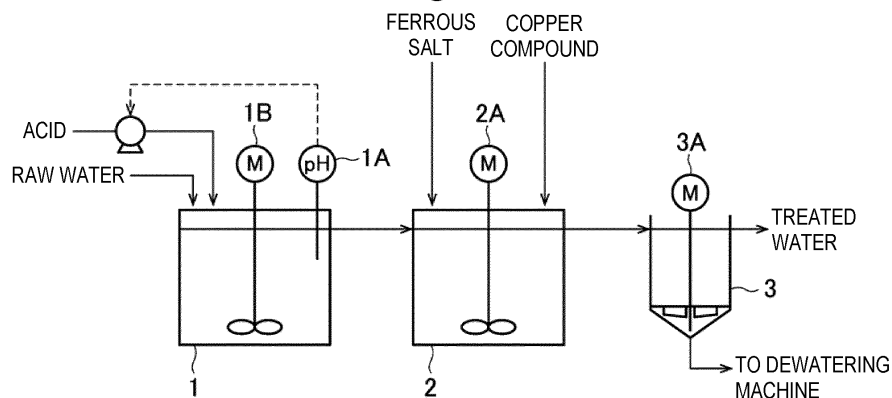 FERROUS
SALT
COPPER
COMPOUND
ACID
1B
M
pH
1A
RAW WATER
2A
M
3A
M
TREATED
WATER
1
2
3
TO DEWATERING
MACHINE